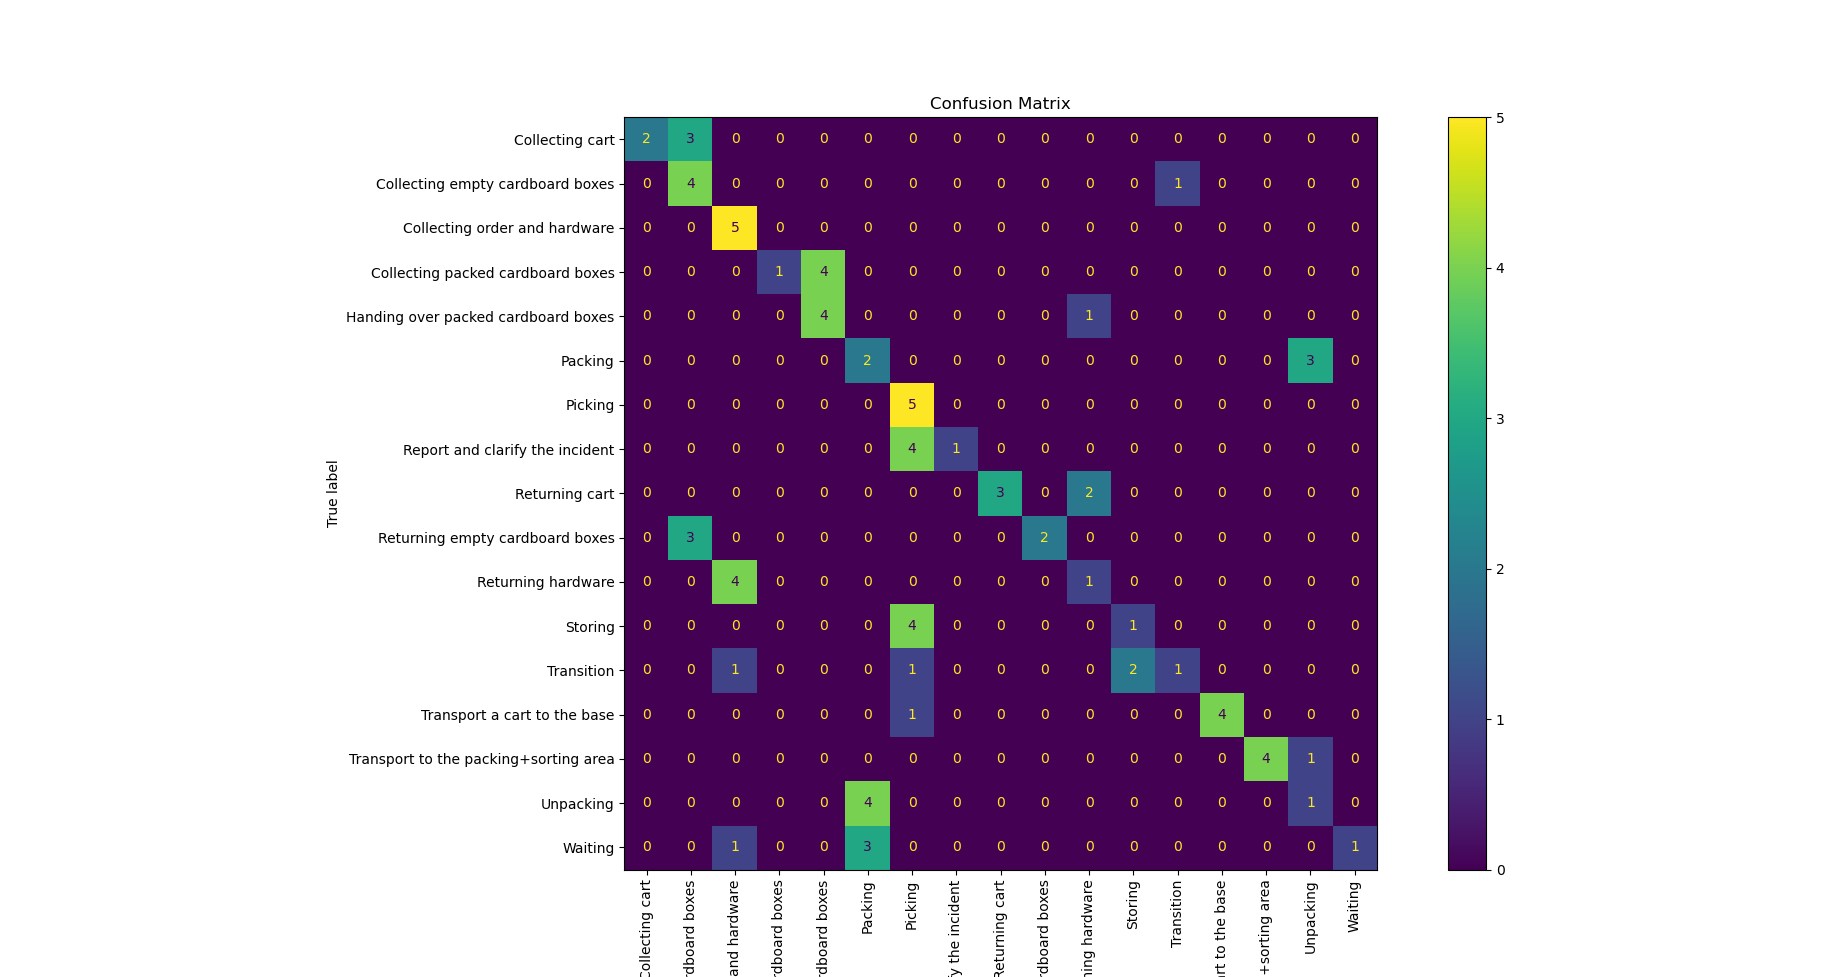 Confusion Matrix
Collecting cart 2 3 0 0 0 0 0 0 0 0 0 0 0 0 0 0 0
Collecting empty cardboard boxes 0 4 0 0 0 0 0 0 0 0 0 0 1 0 0 0 0
Collecting order and hardware 0 0 5 0 0 0 0 0 0 0 0 0 0 0 0 0 0
Collecting packed cardboard boxes 0 0 0 1 4 0 0 0 0 0 0 0 0 0 0 0 0
Handing over packed cardboard boxes 0 0 0 0 4 0 0 0 0 0 1 0 0 0 0 0 0
Packing 0 0 0 0 0 2 0 0 0 0 0 0 0 0 0 3 0
Picking 0 0 0 0 0 0 5 0 0 0 0 0 0 0 0 0 0
Report and clarify the incident 0 0 0 0 0 0 4 1 0 0 0 0 0 0 0 0 0
Returning cart 0 0 0 0 0 0 0 0 3 0 2 0 0 0 0 0 0
Returning empty cardboard boxes 0 3 0 0 0 0 0 0 0 2 0 0 0 0 0 0 0
Returning hardware 0 0 4 0 0 0 0 0 0 0 1 0 0 0 0 0 0
Storing 0 0 0 0 0 0 4 0 0 0 0 1 0 0 0 0 0
Transition 0 0 1 0 0 0 1 0 0 0 0 2 1 0 0 0 0
Transport a cart to the base 0 0 0 0 0 0 1 0 0 0 0 0 0 4 0 0 0
Transport to the packing+sorting area 0 0 0 0 0 0 0 0 0 0 0 0 0 0 4 1 0
Unpacking 0 0 0 0 0 4 0 0 0 0 0 0 0 0 0 1 0
Waiting 0 0 1 0 0 3 0 0 0 0 0 0 0 0 0 0 1
True label
Collecting cart
boxes
and hardware
boxes
boxes
Packing
Picking
the incident
Returning cart
boxes
hardware
Storing
Transition
to the base
+sorting area
Unpacking
Waiting
5
4
3
2
1
0